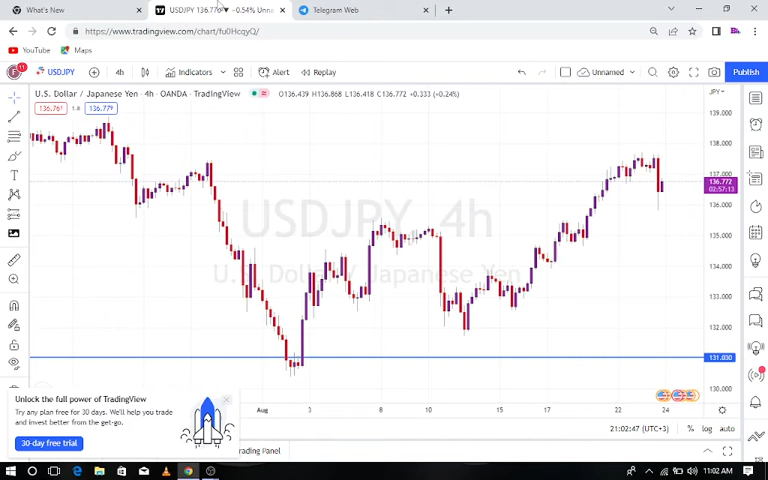 What's New
USDJPY 136.776 ▼ −0.54% Unna
Telegram Web
https://www.tradingview.com/chart/fu0HcqyQ/
YouTube
Maps
11
USDJPY
4h
Indicators
Alert
Replay
Unnamed
Publish
U.S. Dollar / Japanese Yen · 4h · OANDA · TradingView
O136.439 H136.868 L136.418 C136.772 +0.333 (+0.24%)
JPY
136.761
1.8
136.779
139.000
138.000
137.000
136.772
02:57:13
136.000
135.000
134.000
133.000
132.000
131.030
130.000
USDJPY, 4h
U.S. Dollar / Japanese Yen
Unlock the full power of TradingView
Try any plan free for 30 days. We'll help you trade
and invest better from the get-go.
30-day free trial
Aug
3
8
10
15
17
22
24
21:02:47 (UTC+3)
%
log
auto
rading Panel
11:02 AM